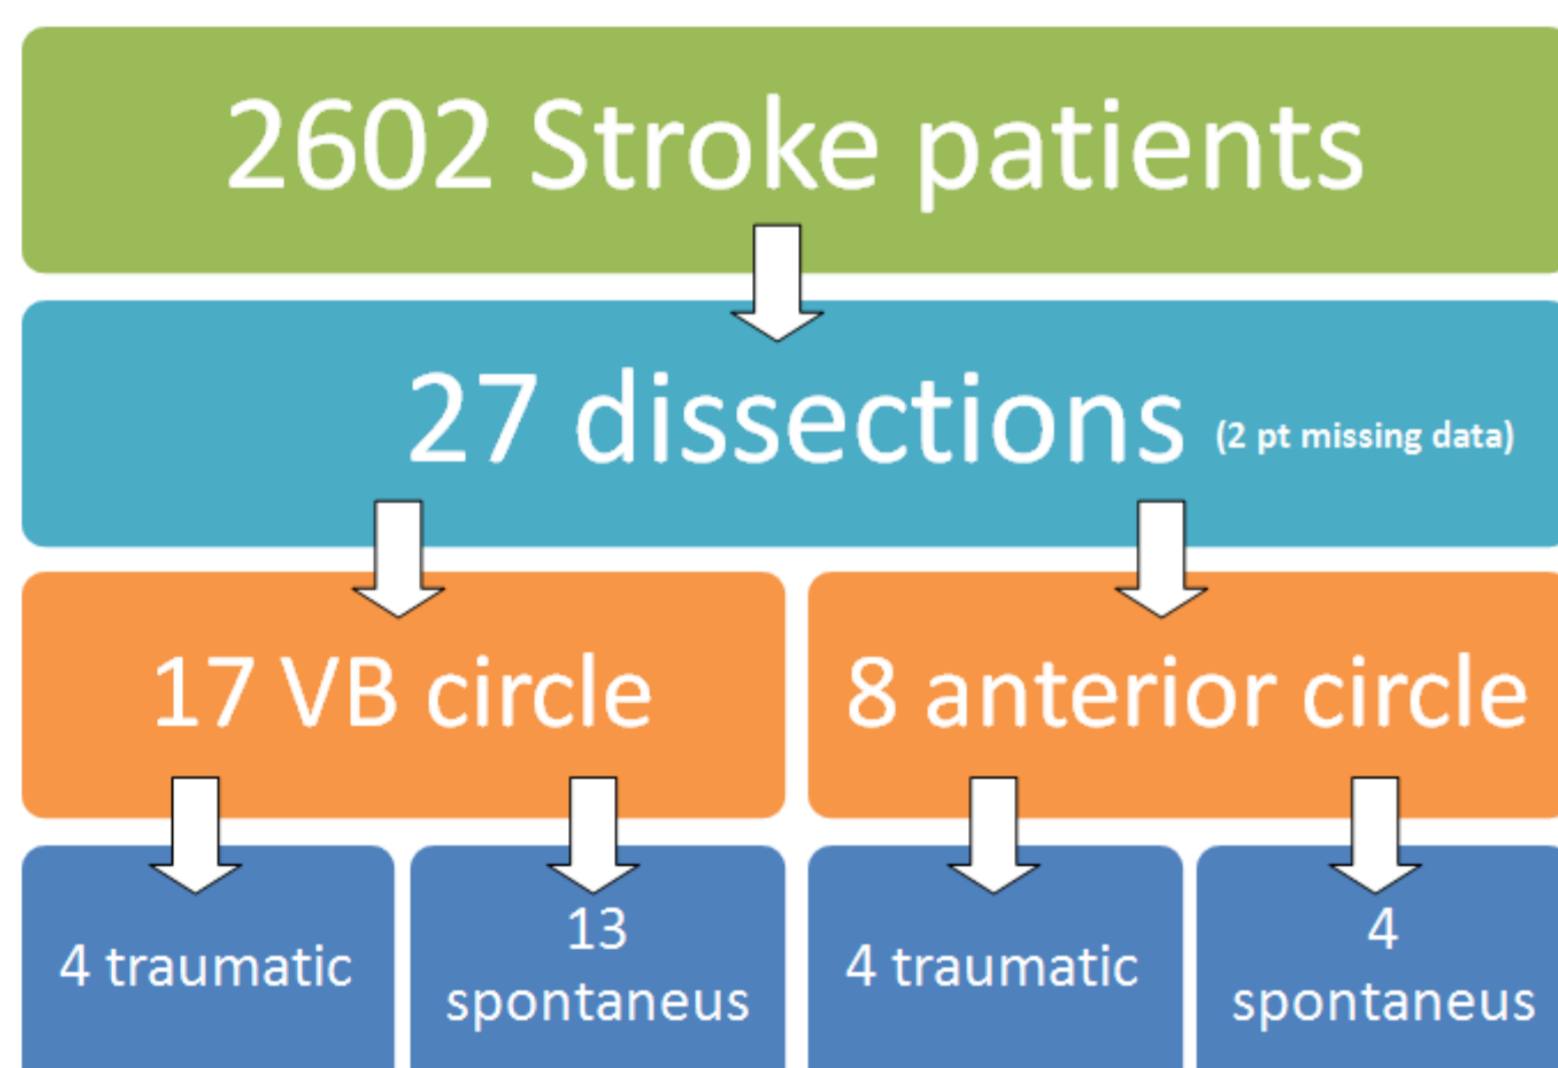 2602 Stroke patients
27 dissections (2 pt missing data)
17 VB circle
8 anterior circle
4 traumatic
13
spontaneus
4 traumatic
4
spontaneus